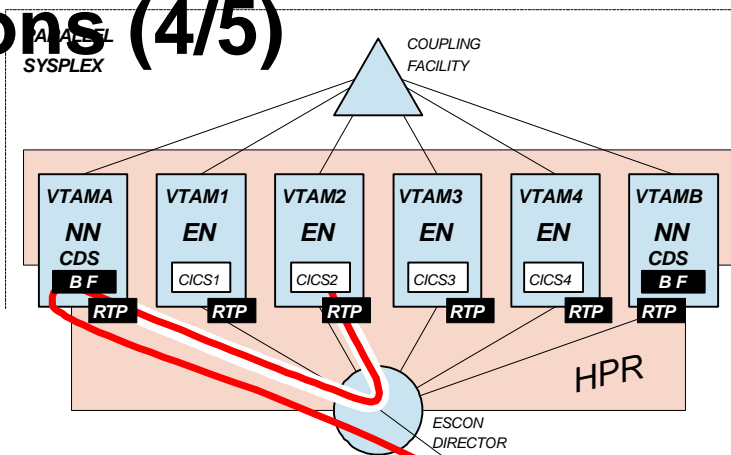 ons (4/5)
PARALLEL
SYSPLEX
COUPLING
FACILITY
VTAMA
NN
CDS
B F
RTP
VTAM1
EN
CICS1
RTP
VTAM2
EN
CICS2
RTP
VTAM3
EN
CICS3
RTP
VTAM4
EN
CICS4
RTP
VTAMB
NN
CDS
B F
RTP
HPR
ESCON
DIRECTOR